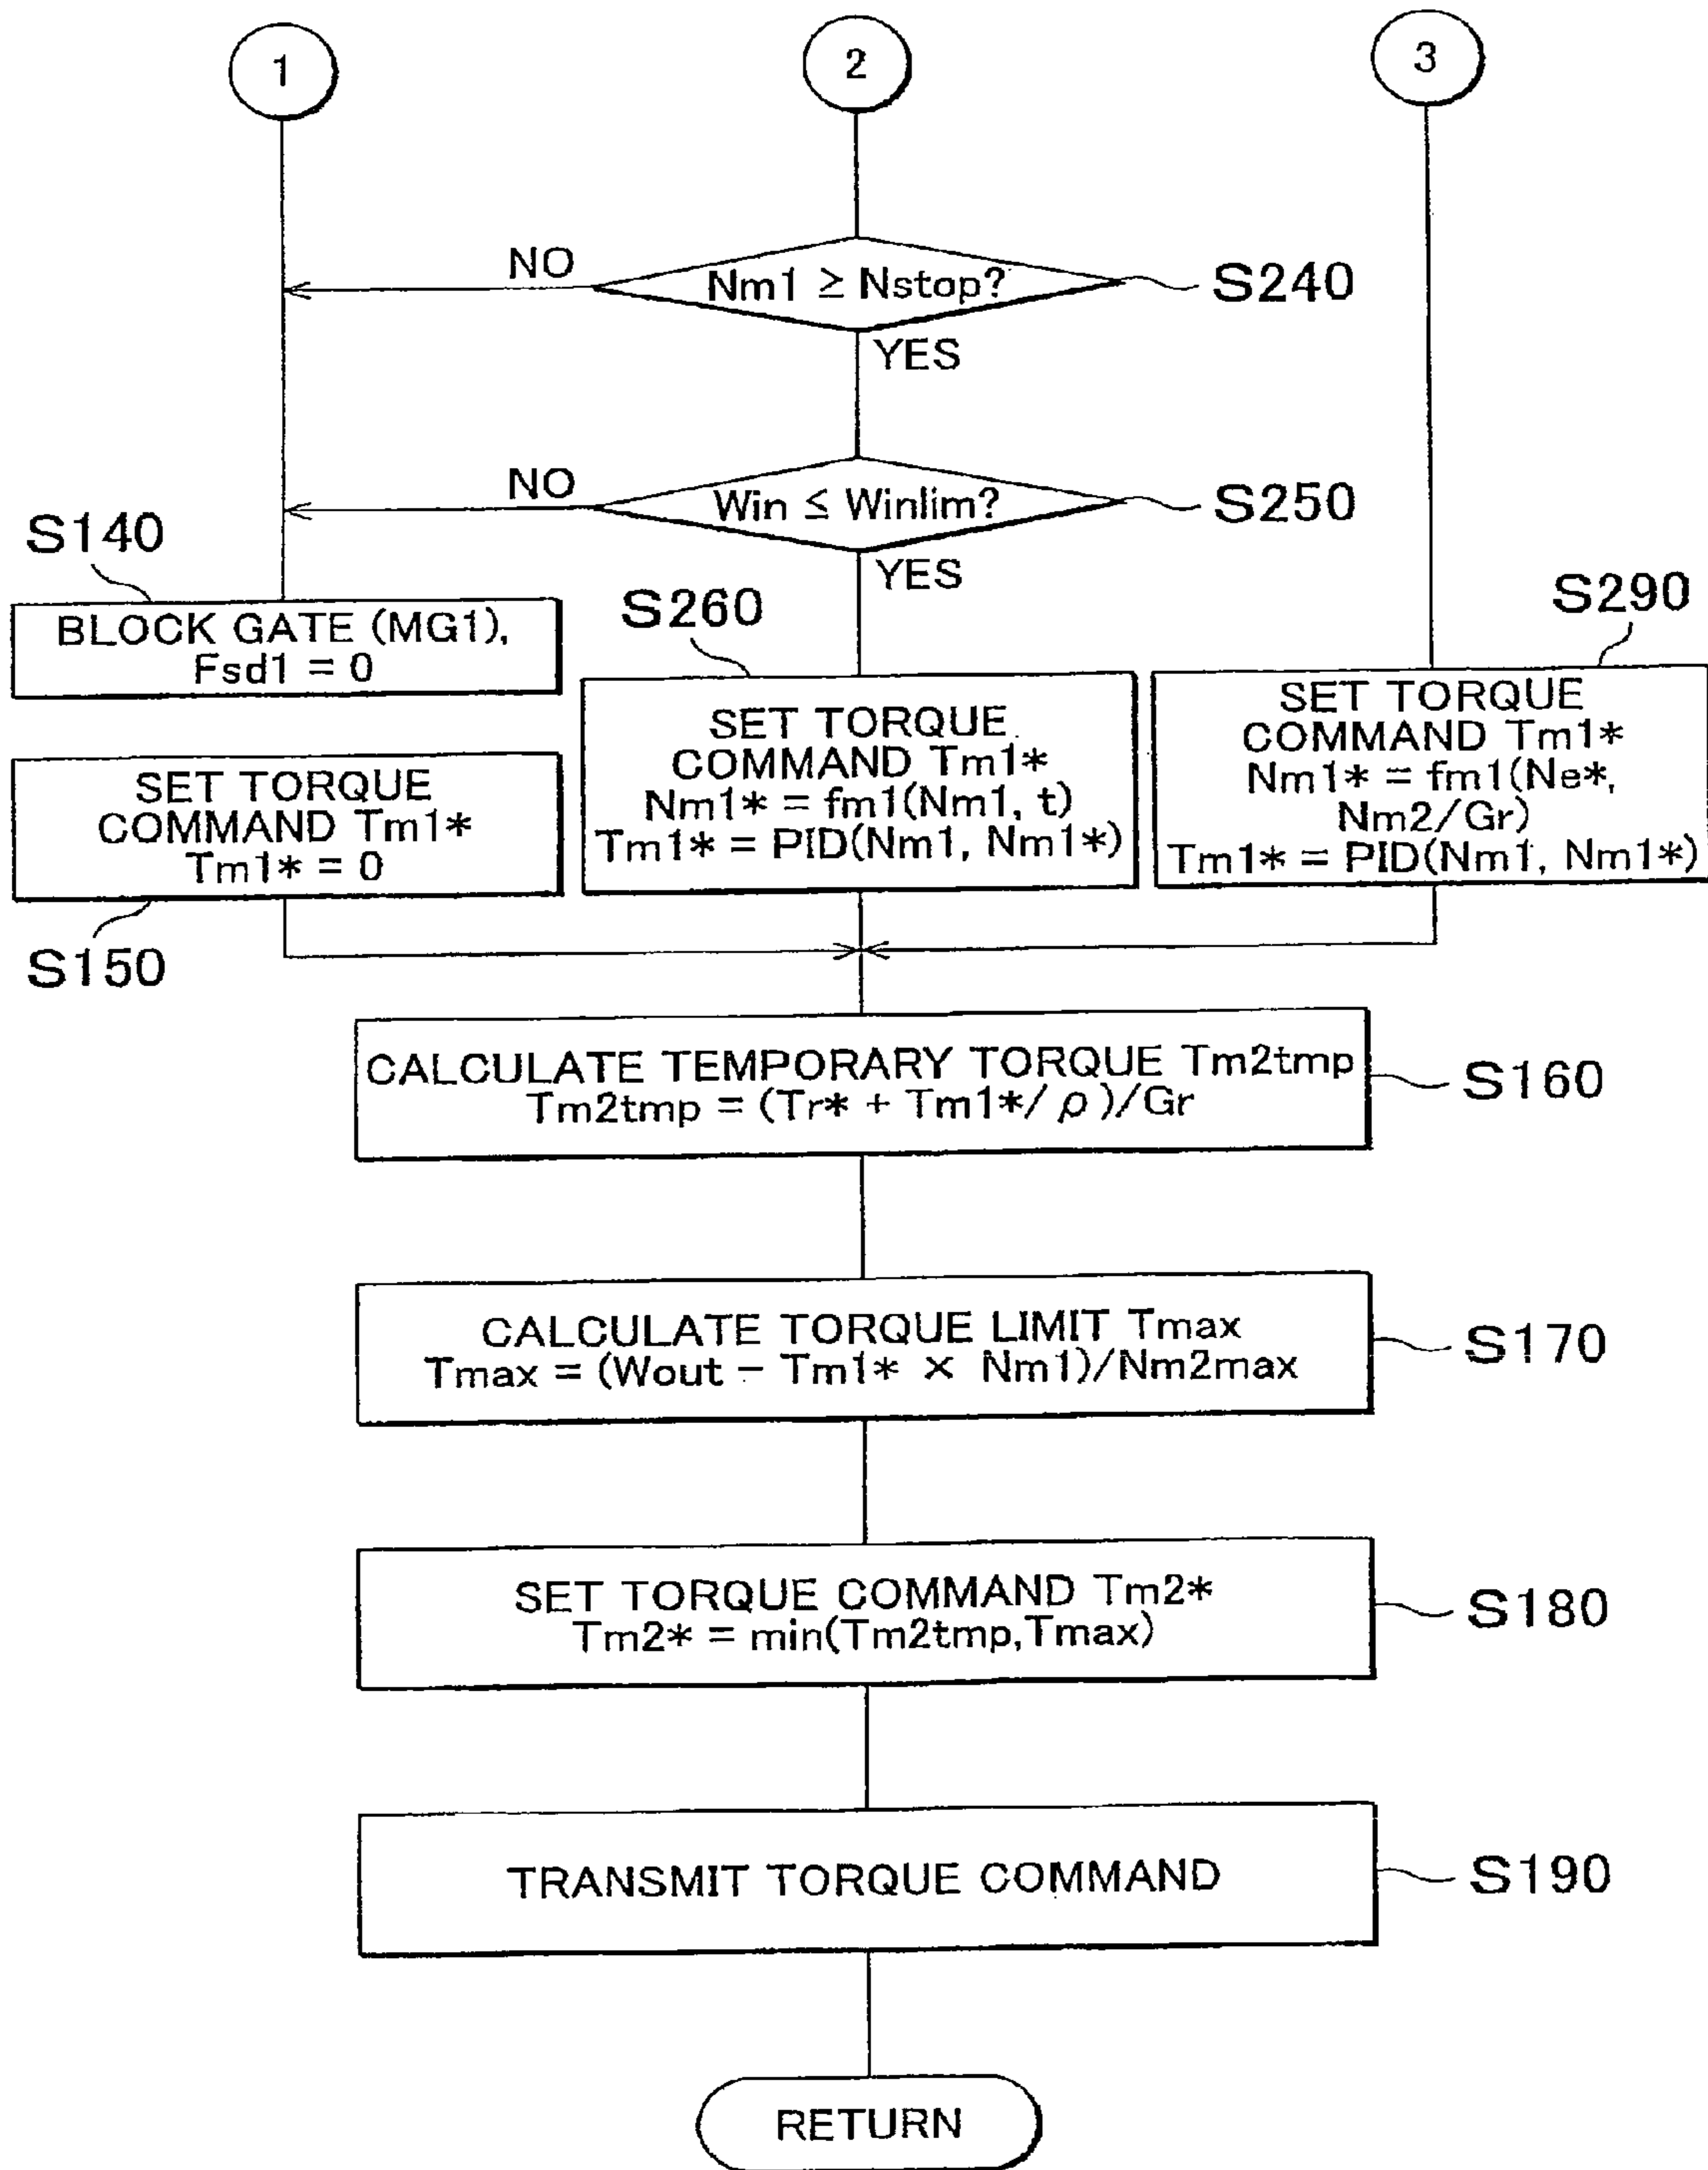 1
2
3
NO
Nm1 ≥ Nstop?
S240
YES
NO
Win ≤ Winlim?
S250
YES
S140
BLOCK GATE (MG1),
Fsd1 = 0
SET TORQUE
COMMAND Tm1*
Tm1* = 0
S150
S260
SET TORQUE
COMMAND Tm1*
Nm1* = fm1(Nm1, t)
Tm1* = PID(Nm1, Nm1*)
S290
SET TORQUE
COMMAND Tm1*
Nm1* = fm1(Ne*,
Nm2/Gr)
Tm1* = PID(Nm1, Nm1*)
CALCULATE TEMPORARY TORQUE Tm2tmp
Tm2tmp = (Tr* + Tm1*/ρ)/Gr
S160
CALCULATE TORQUE LIMIT Tmax
Tmax = (Wout - Tm1* × Nm1)/Nm2max
S170
SET TORQUE COMMAND Tm2*
Tm2* = min(Tm2tmp,Tmax)
S180
TRANSMIT TORQUE COMMAND
S190
RETURN